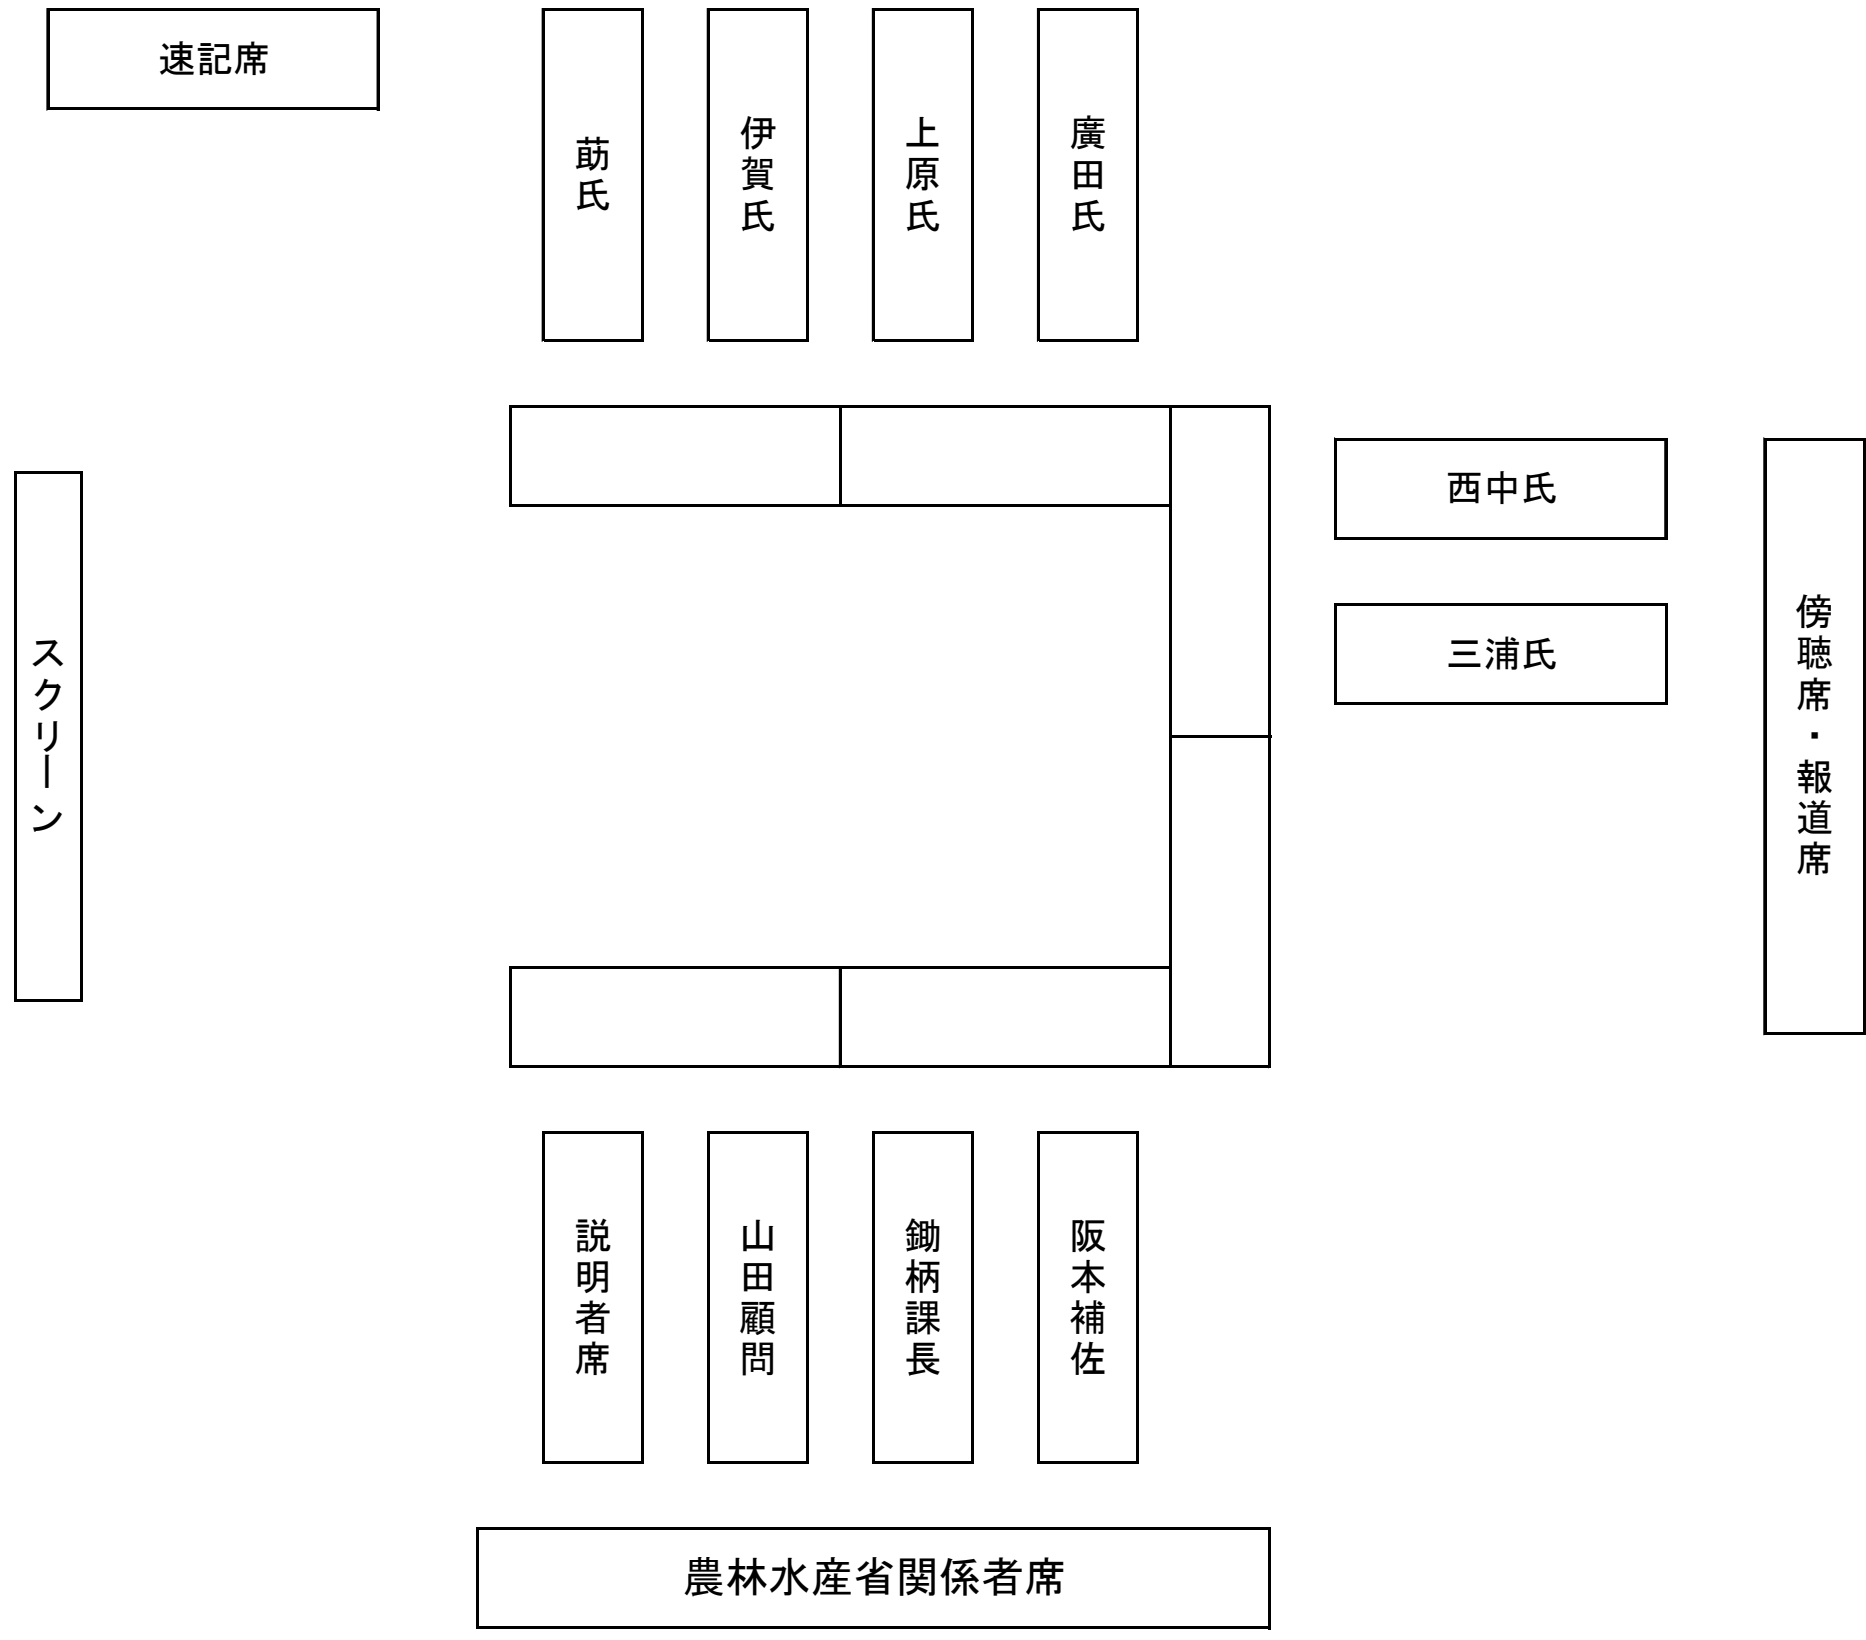 速記席
莇氏
伊賀氏
上原氏
廣田氏
西中氏
三浦氏
スクリーン
傍聴席・報道席
説明者席
山田顧問
鋤柄課長
阪本補佐
農林水産省関係者席